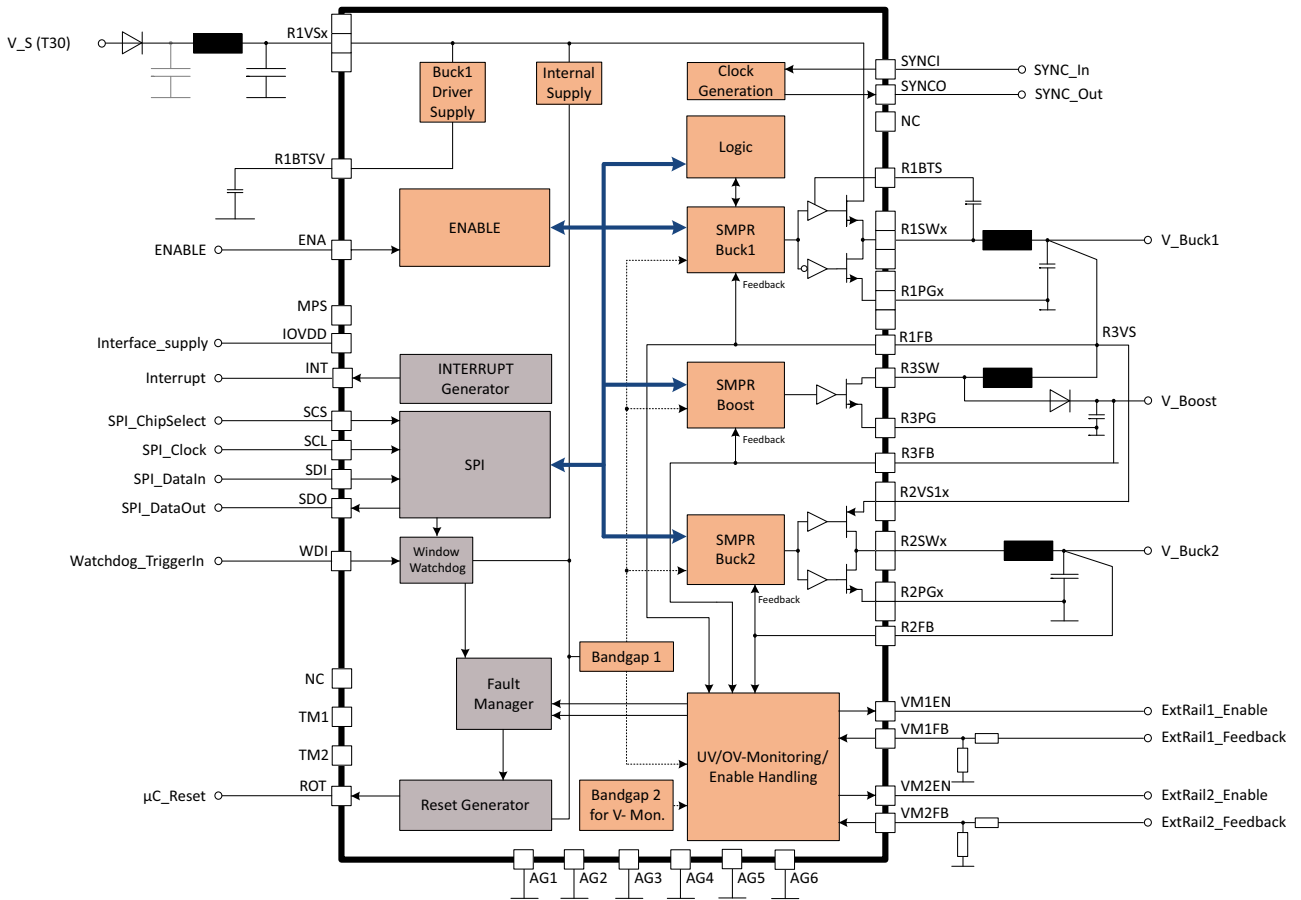 V_S (T30)
R1VSx
Buck1
Driver
Supply
Internal
Supply
Clock
Generation
SYNCI
SYNC_In
SYNCO
SYNC_Out
NC
Logic
R1BTSV
R1BTS
ENABLE
ENA
ENABLE
SMPR
Buck1
Feedback
R1SWx
V_Buck1
R1PGx
MPS
IOVDD
Interface_supply
R1FB
R3VS
INT
Interrupt
INTERRUPT
Generator
SMPR
Boost
Feedback
R3SW
V_Boost
R3PG
R3FB
SCS
SPI_ChipSelect
SCL
SPI_Clock
SPI
SDI
SPI_DataIn
SDO
SPI_DataOut
R2VS1x
WDI
Watchdog_TriggerIn
Window
Watchdog
SMPR
Buck2
Feedback
R2SWx
V_Buck2
R2PGx
R2FB
Bandgap 1
NC
TM1
TM2
Fault
Manager
UV/OV-Monitoring/
Enable Handling
VM1EN
ExtRail1_Enable
VM1FB
ExtRail1_Feedback
ROT
µC_Reset
Reset Generator
Bandgap 2
for V- Mon.
VM2EN
ExtRail2_Enable
VM2FB
ExtRail2_Feedback
AG1
AG2
AG3
AG4
AG5
AG6